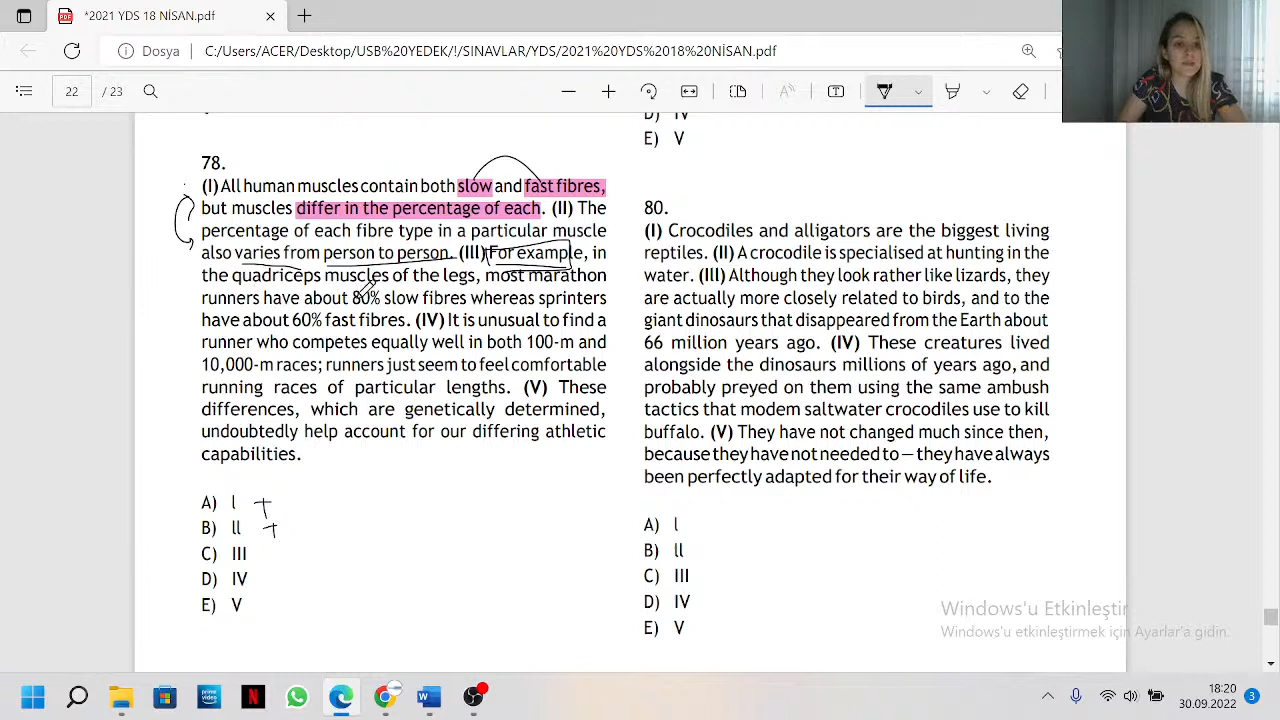 *2021 YDS 18 NİSAN.pdf
Dosya
C:/Users/ACER/Desktop/USB%20YEDEK/!/SINAVLAR/YDS/2021%20YDS%2018%20NİSAN.pdf
22 / 23
78.
(I) All human muscles contain both slow and fast fibres,
but muscles differ in the percentage of each. (II) The
percentage of each fibre type in a particular muscle
also varies from person to person. (III) For example, in
the quadriceps muscles of the legs, most marathon
runners have about 80% slow fibres whereas sprinters
have about 60% fast fibres. (IV) It is unusual to find a
runner who competes equally well in both 100-m and
10,000-m races; runners just seem to feel comfortable
running races of particular lengths. (V) These
differences, which are genetically determined,
undoubtedly help account for our differing athletic
capabilities.
A) l
B) ll
C) III
D) IV
E) V
D) IV
E) V
80.
(I) Crocodiles and alligators are the biggest living
reptiles. (II) A crocodile is specialised at hunting in the
water. (III) Although they look rather like lizards, they
are actually more closely related to birds, and to the
giant dinosaurs that disappeared from the Earth about
66 million years ago. (IV) These creatures lived
alongside the dinosaurs millions of years ago, and
probably preyed on them using the same ambush
tactics that modem saltwater crocodiles use to kill
buffalo. (V) They have not changed much since then,
because they have not needed to – they have always
been perfectly adapted for their way of life.
A) l
B) ll
C) III
D) IV
E) V
Windows'u Etkinleştir
Windows'u etkinleştirmek için Ayarlar'a gidin.
prime video
18:20
30.09.2022